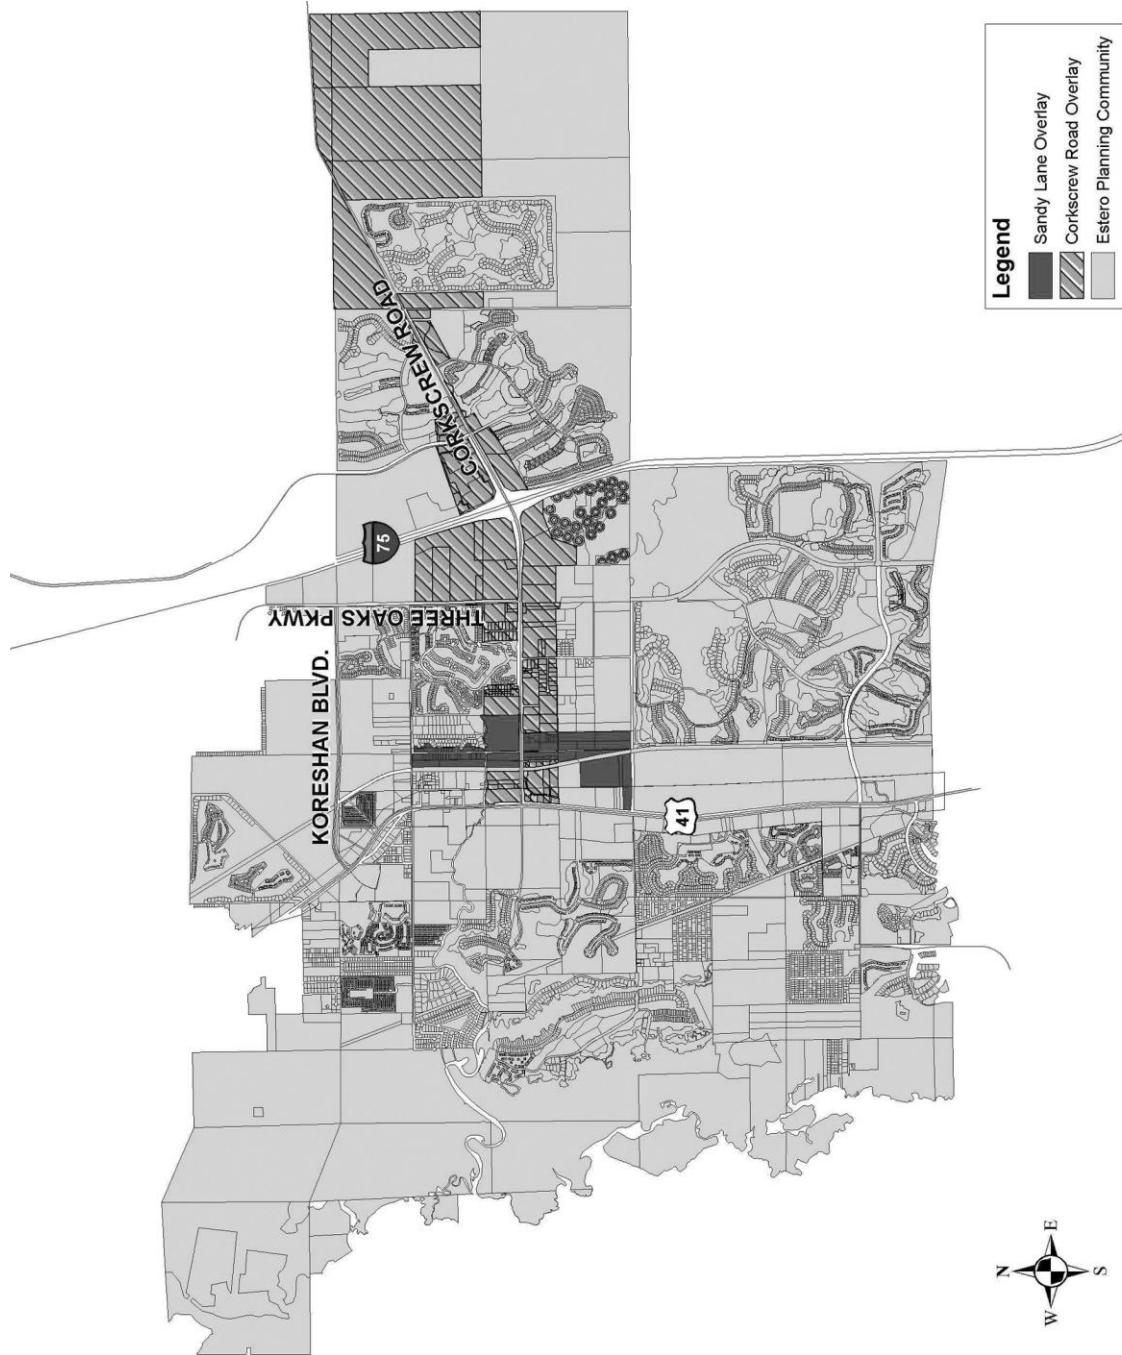 KORESHAN BLVD.
THREE OAKS PKWY
CORKSCREW ROAD
75
41
Legend
Sandy Lane Overlay
Corkscrew Road Overlay
Estero Planning Community
N
W
E
S